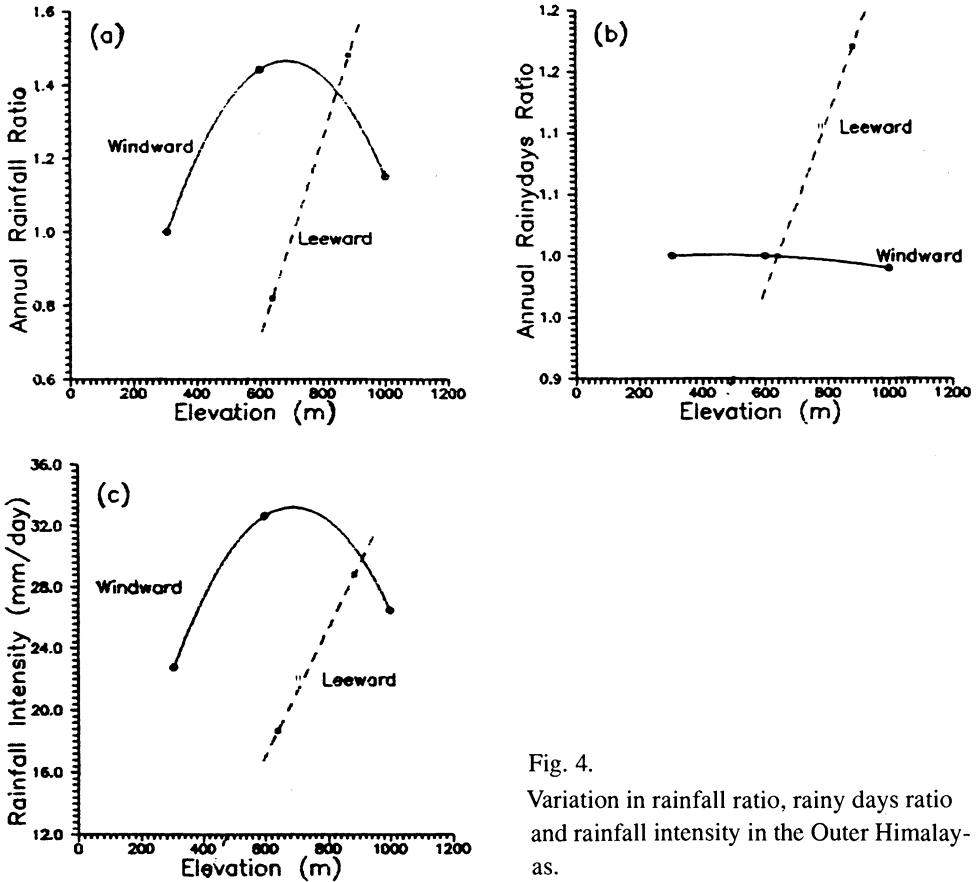 (a)
1.6
1.4
1.2
1.0
0.8
0.6
Annual Rainfall Ratio
Windward
Leeward
0 200 400 600 800 1000 1200
Elevation (m)
(b)
1.2
1.2
1.1
1.1
1.0
1.0
0.9
Annual Rainydays Ratio
Leeward
Windward
0 200 400 600 800 1000 1200
Elevation (m)
(c)
36.0
32.0
28.0
24.0
20.0
16.0
12.0
Rainfall Intensity (mm/day)
Windward
Leeward
0 200 400 600 800 1000 1200
Elevation (m)
Fig. 4.
Variation in rainfall ratio, rainy days ratio
and rainfall intensity in the Outer Himalay-
as.